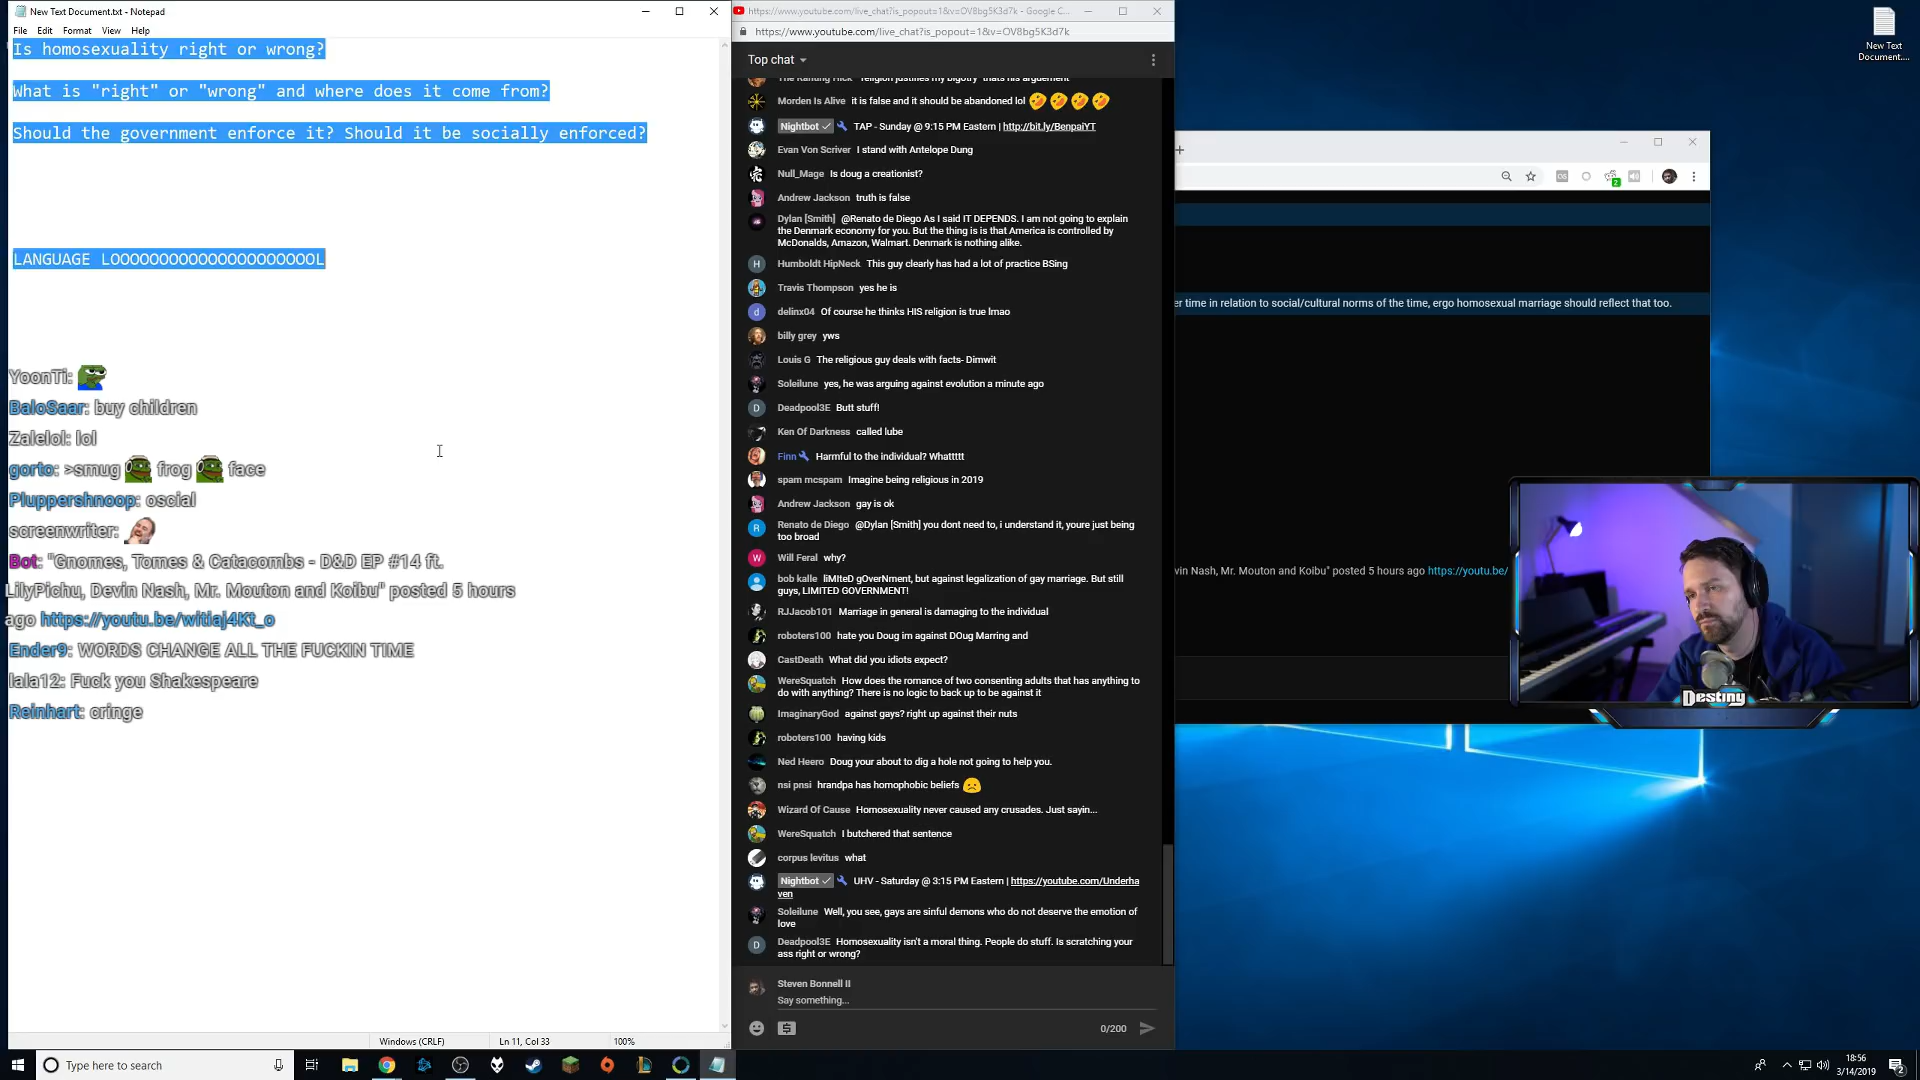 New Text Document.txt - Notepad
File Edit Format View Help
Is homosexuality right or wrong?
What is "right" or "wrong" and where does it come from?
Should the government enforce it? Should it be socially enforced?
LANGUAGE LOOOOOOOOOOOOOOOOOOOOOL
YoonTi:
BaloSaar: buy children
Zalelol: lol
gorto: >smug frog face
Pluppershnoop: oscial
screenwriter:
Bot: "Gnomes, Tomes & Catacombs - D&D EP #14 ft.
LilyPichu, Devin Nash, Mr. Mouton and Koibu" posted 5 hours
ago https://youtu.be/witiaj4Kt_o
Ender9: WORDS CHANGE ALL THE FUCKIN TIME
lala12: Fuck you Shakespeare
Reinhart: cringe
Windows (CRLF) Ln 11, Col 33 100%
https://www.youtube.com/live_chat?is_popout=1&v=OV8bg5K3d7k - Google C...
https://www.youtube.com/live_chat?is_popout=1&v=OV8bg5K3d7k
Top chat
The Ranting Hick religion justifies my bigotry thats his arguement
Morden Is Alive it is false and it should be abandoned lol
Nightbot TAP - Sunday @ 9:15 PM Eastern | http://bit.ly/BenpaiYT
Evan Von Scriver I stand with Antelope Dung
Null_Mage Is doug a creationist?
Andrew Jackson truth is false
Dylan [Smith] @Renato de Diego As I said IT DEPENDS. I am not going to explain
the Denmark economy for you. But the thing is is that America is controlled by
McDonalds, Amazon, Walmart. Denmark is nothing alike.
H Humboldt HipNeck This guy clearly has had a lot of practice BSing
Travis Thompson yes he is
d delinx04 Of course he thinks HIS religion is true lmao
billy grey yws
Louis G The religious guy deals with facts- Dimwit
Soleilune yes, he was arguing against evolution a minute ago
D Deadpool3E Butt stuff!
Ken Of Darkness called lube
Finn Harmful to the individual? Whattttt
spam mcspam Imagine being religious in 2019
Andrew Jackson gay is ok
R Renato de Diego @Dylan [Smith] you dont need to, i understand it, youre just being
too broad
W Will Feral why?
bob kalle liMIteD gOverNment, but against legalization of gay marriage. But still
guys, LIMITED GOVERNMENT!
RJJacob101 Marriage in general is damaging to the individual
roboters100 hate you Doug im against DOug Marring and
CastDeath What did you idiots expect?
WereSquatch How does the romance of two consenting adults that has anything to
do with anything? There is no logic to back up to be against it
ImaginaryGod against gays? right up against their nuts
roboters100 having kids
Ned Heero Doug your about to dig a hole not going to help you.
nsi pnsi hrandpa has homophobic beliefs
Wizard Of Cause Homosexuality never caused any crusades. Just sayin...
WereSquatch I butchered that sentence
corpus levitus what
Nightbot UHV - Saturday @ 3:15 PM Eastern | https://youtube.com/Underha
ven
Soleilune Well, you see, gays are sinful demons who do not deserve the emotion of
love
D Deadpool3E Homosexuality isn't a moral thing. People do stuff. Is scratching your
ass right or wrong?
Steven Bonnell II
Say something...
0/200
New Text
Document....
er time in relation to social/cultural norms of the time, ergo homosexual marriage should reflect that too.
vin Nash, Mr. Mouton and Koibu" posted 5 hours ago https://youtu.be/
Destiny
Type here to search
18:56
3/14/2019
2